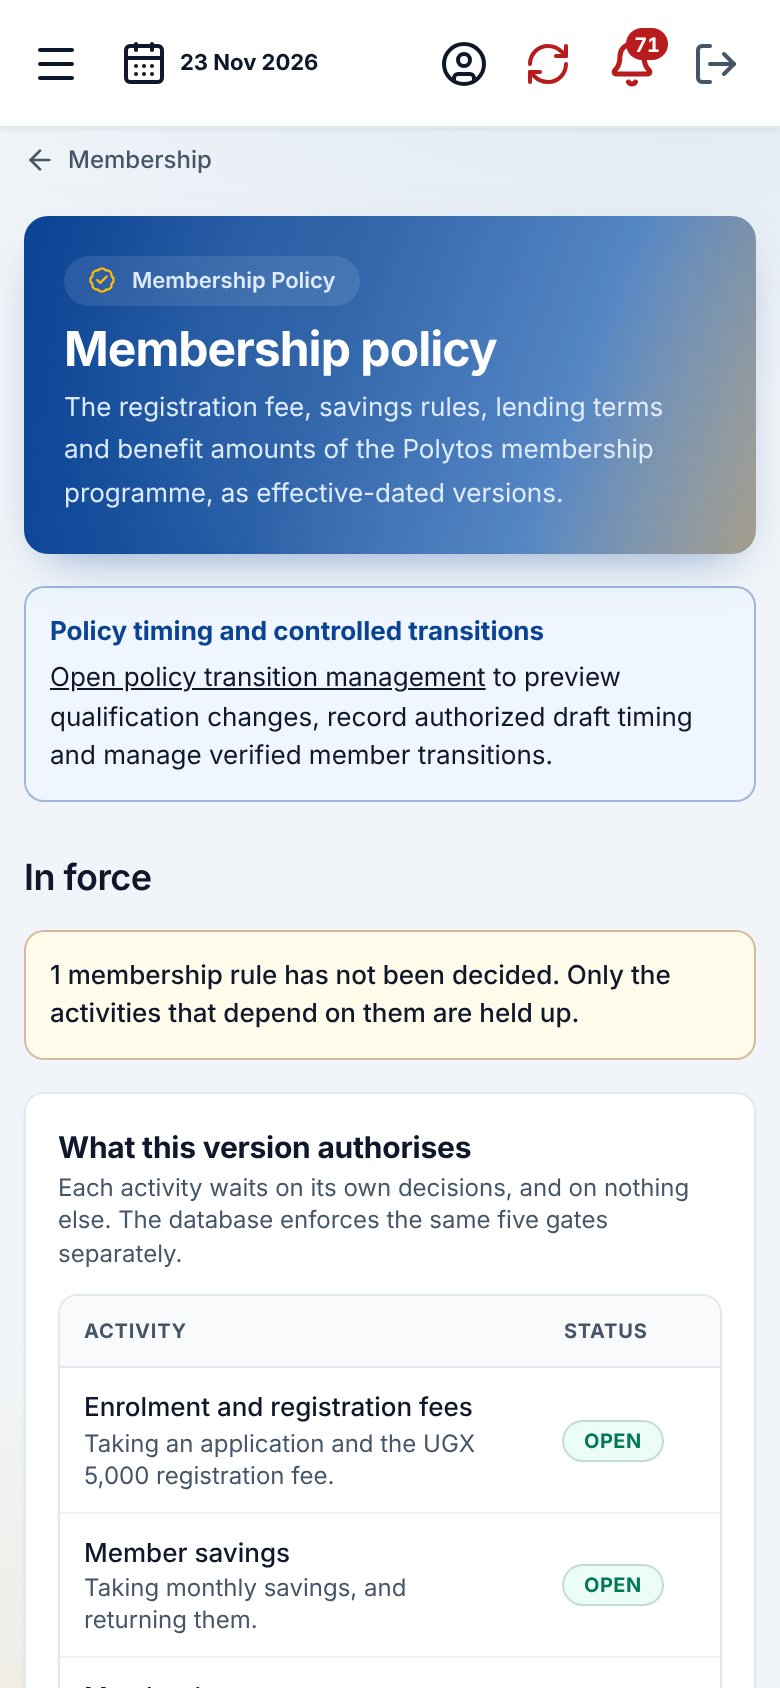 23 Nov 2026
71
Membership
Membership Policy
Membership policy
The registration fee, savings rules, lending terms
and benefit amounts of the Polytos membership
programme, as effective-dated versions.
Policy timing and controlled transitions
Open policy transition management to preview
qualification changes, record authorized draft timing
and manage verified member transitions.
In force
1 membership rule has not been decided. Only the
activities that depend on them are held up.
What this version authorises
Each activity waits on its own decisions, and on nothing
else. The database enforces the same five gates
separately.
ACTIVITY STATUS
Enrolment and registration fees
Taking an application and the UGX
5,000 registration fee.
OPEN
Member savings
Taking monthly savings, and
returning them.
OPEN